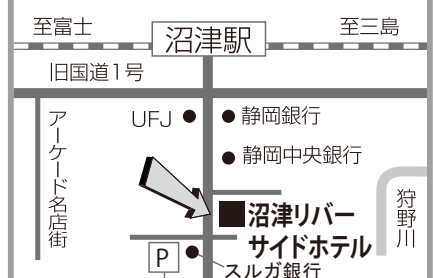 至富士
至三島
沼津駅
旧国道1号
UFJ
静岡銀行
静岡中央銀行
アーケード名店街
狩野川
沼津リバー
サイドホテル
P
スルガ銀行